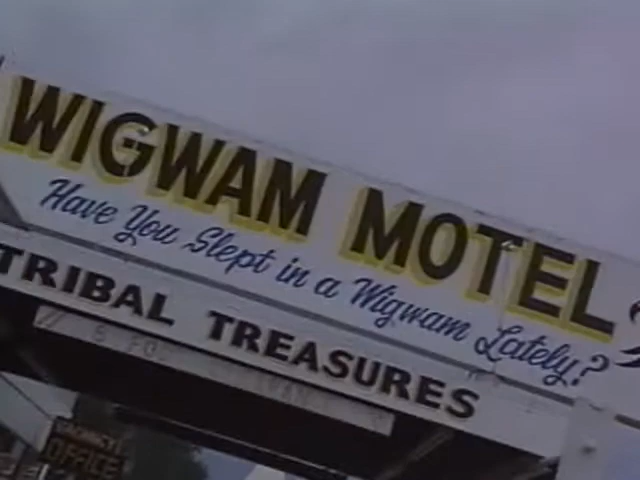 WIGWAM MOTEL
Have You Slept in a Wigwam Lately?
TRIBAL TREASURES
OFFICE